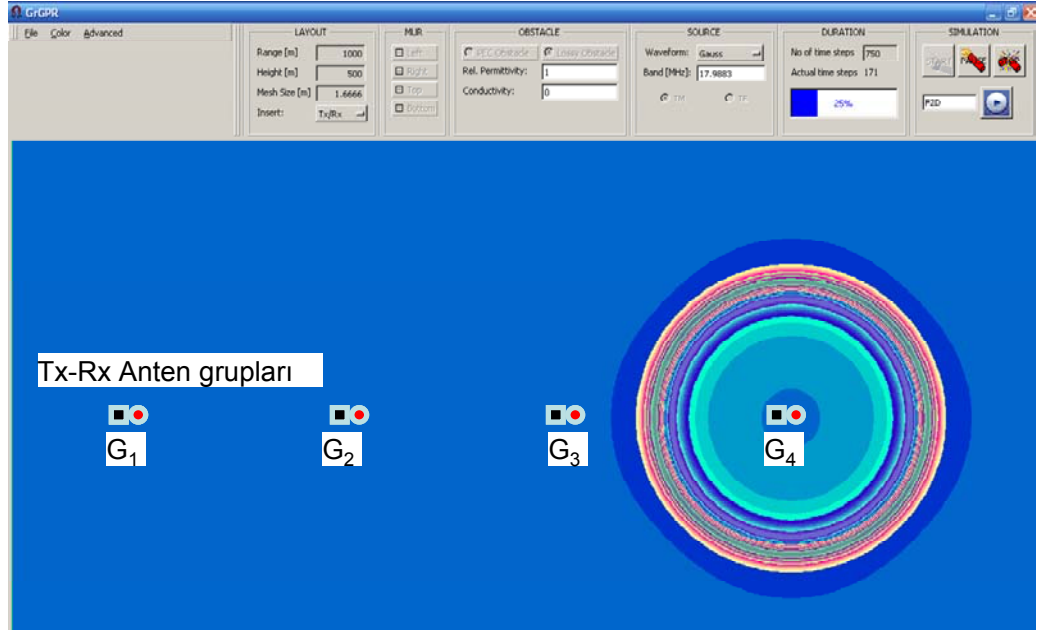 GrGPR
File Color Advanced
LAYOUT
Range [m] 1000
Height [m] 500
Mesh Size [m] 1.6666
Insert: Tx/Rx
MUR
Left
Right
Top
Bottom
OBSTACLE
PEC Obstacle Lossy Obstacle
Rel. Permittivity: 1
Conductivity: 0
SOURCE
Waveform: Gauss
Band [MHz]: 17.9883
TM TE
DURATION
No of time steps 750
Actual time steps 171
25%
SIMULATION
START PAUSE
P2D
Tx-Rx Anten grupları
G₁ G₂ G₃ G₄